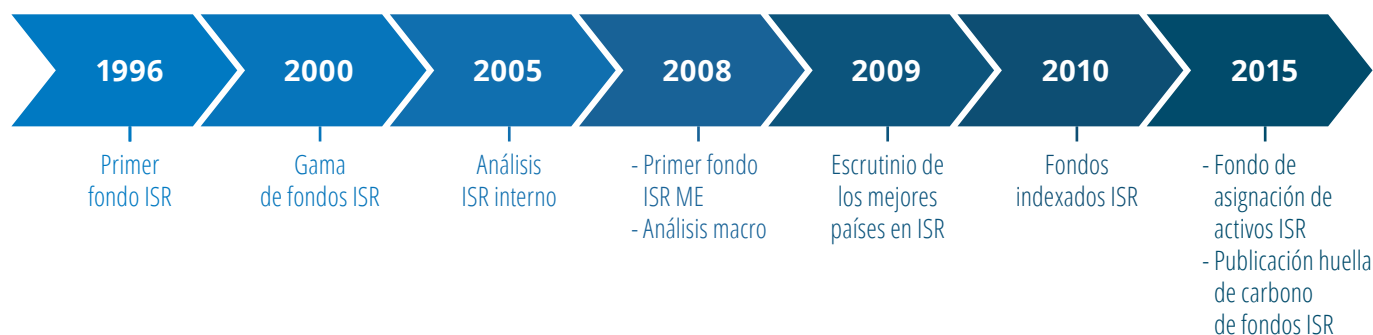 1996
2000
2005
2008
2009
2010
2015
Primer
fondo ISR
Gama
de fondos ISR
Análisis
ISR interno
- Primer fondo
ISR ME
- Análisis macro
Escrutinio de
los mejores
países en ISR
Fondos
indexados ISR
- Fondo de
asignación de
activos ISR
- Publicación huella
de carbono
de fondos ISR